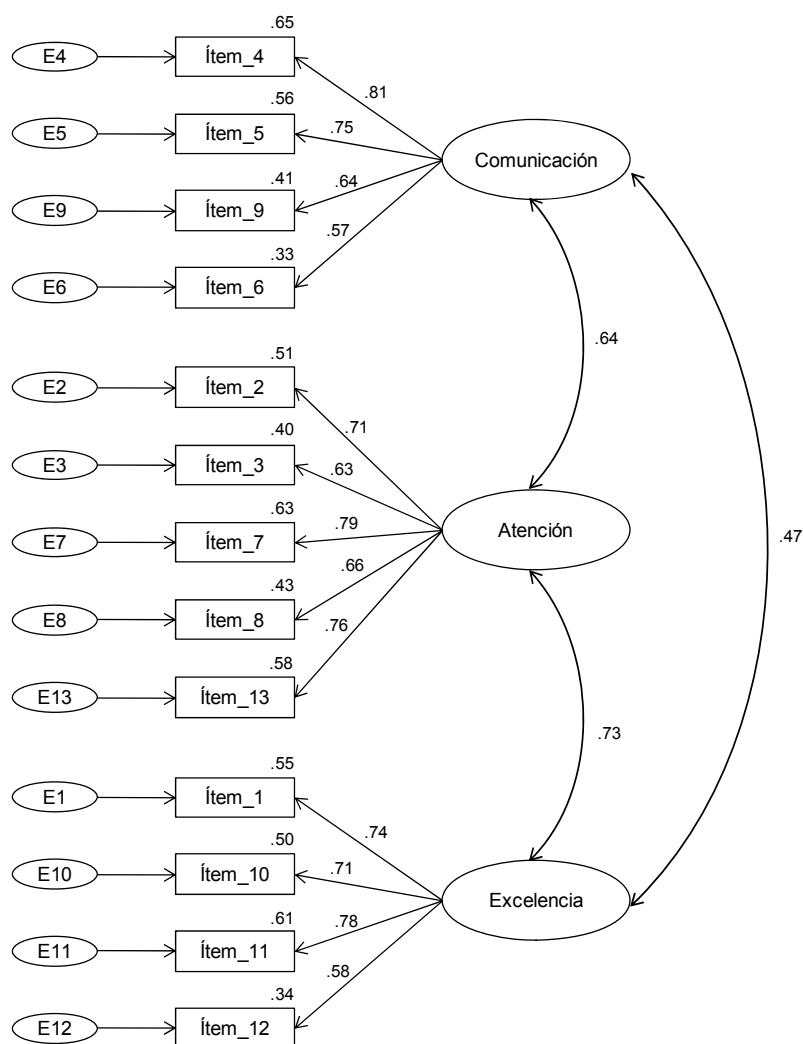 .65
E4 Ítem_4
.81
.56
E5 Ítem_5
.75
Comunicación
.41
E9 Ítem_9
.64
.57
.33
E6 Ítem_6
.64
.51
E2 Ítem_2
.71
.40
E3 Ítem_3
.63
.63
E7 Ítem_7
.79
Atención
.47
.66
.43
E8 Ítem_8
.76
.58
E13 Ítem_13
.73
.55
E1 Ítem_1
.74
.50
E10 Ítem_10
.71
Excelencia
.61
E11 Ítem_11
.78
.58
.34
E12 Ítem_12